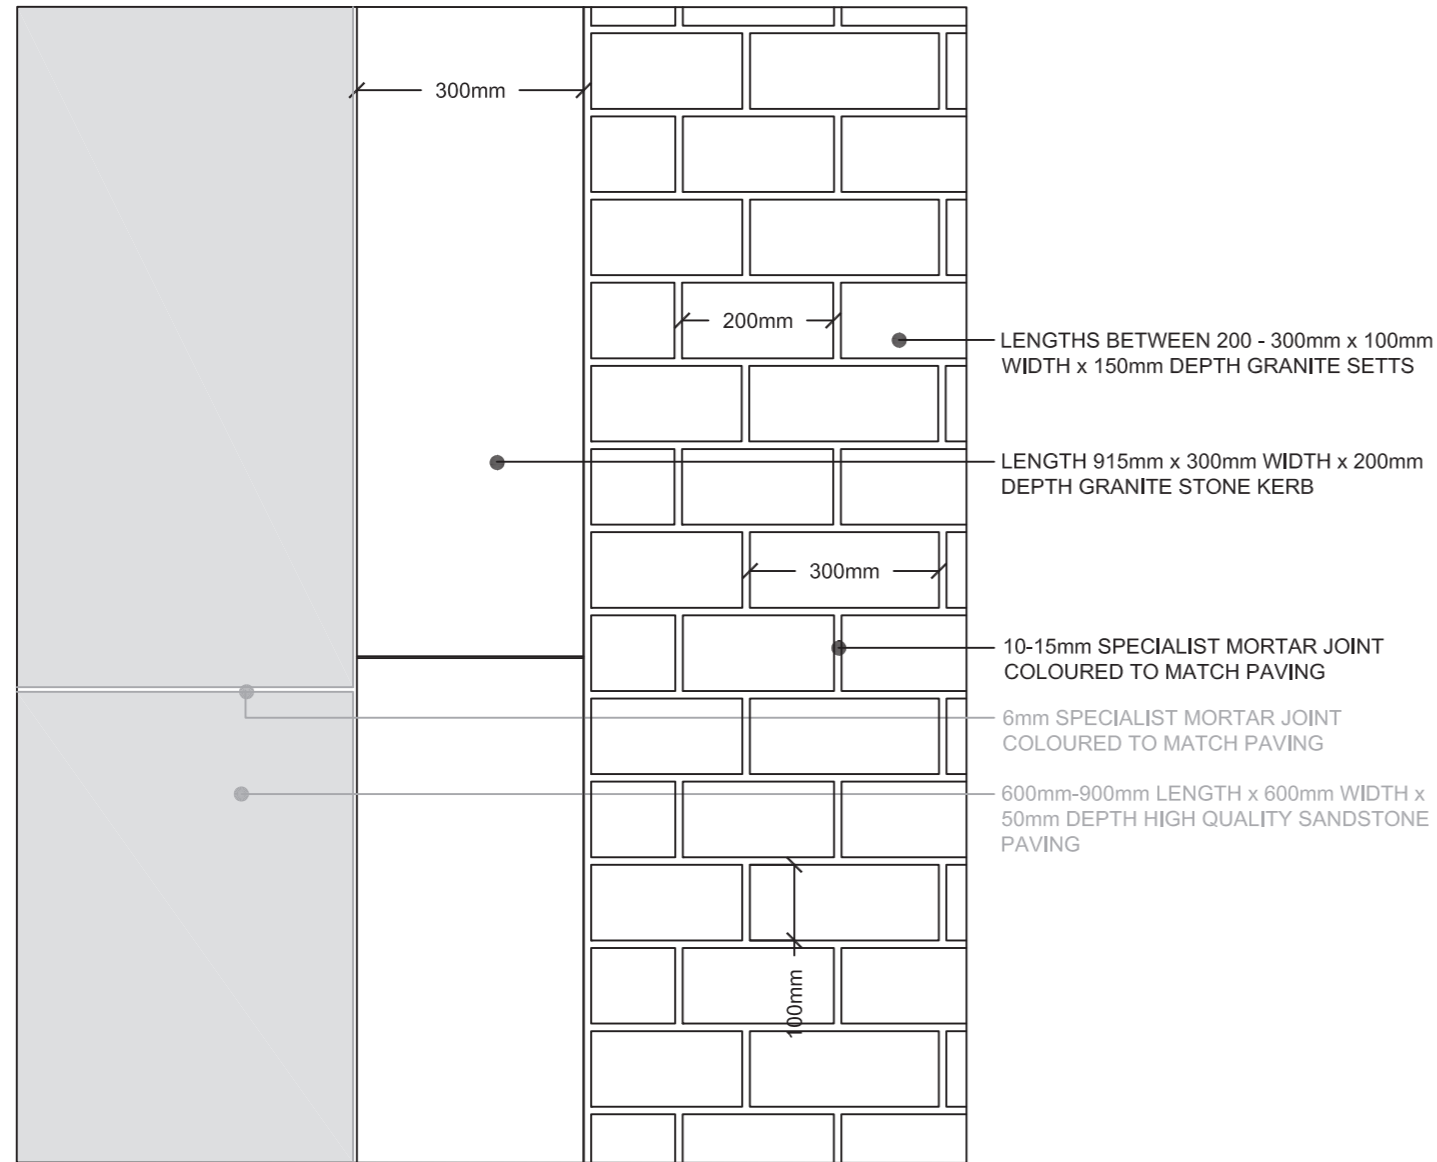 300mm
200mm
LENGTHS BETWEEN 200 - 300mm x 100mm
WIDTH x 150mm DEPTH GRANITE SETTS
LENGTH 915mm x 300mm WIDTH x 200mm
DEPTH GRANITE STONE KERB
300mm
10-15mm SPECIALIST MORTAR JOINT
COLOURED TO MATCH PAVING
6mm SPECIALIST MORTAR JOINT
COLOURED TO MATCH PAVING
600mm-900mm LENGTH x 600mm WIDTH x
50mm DEPTH HIGH QUALITY SANDSTONE
PAVING
100mm